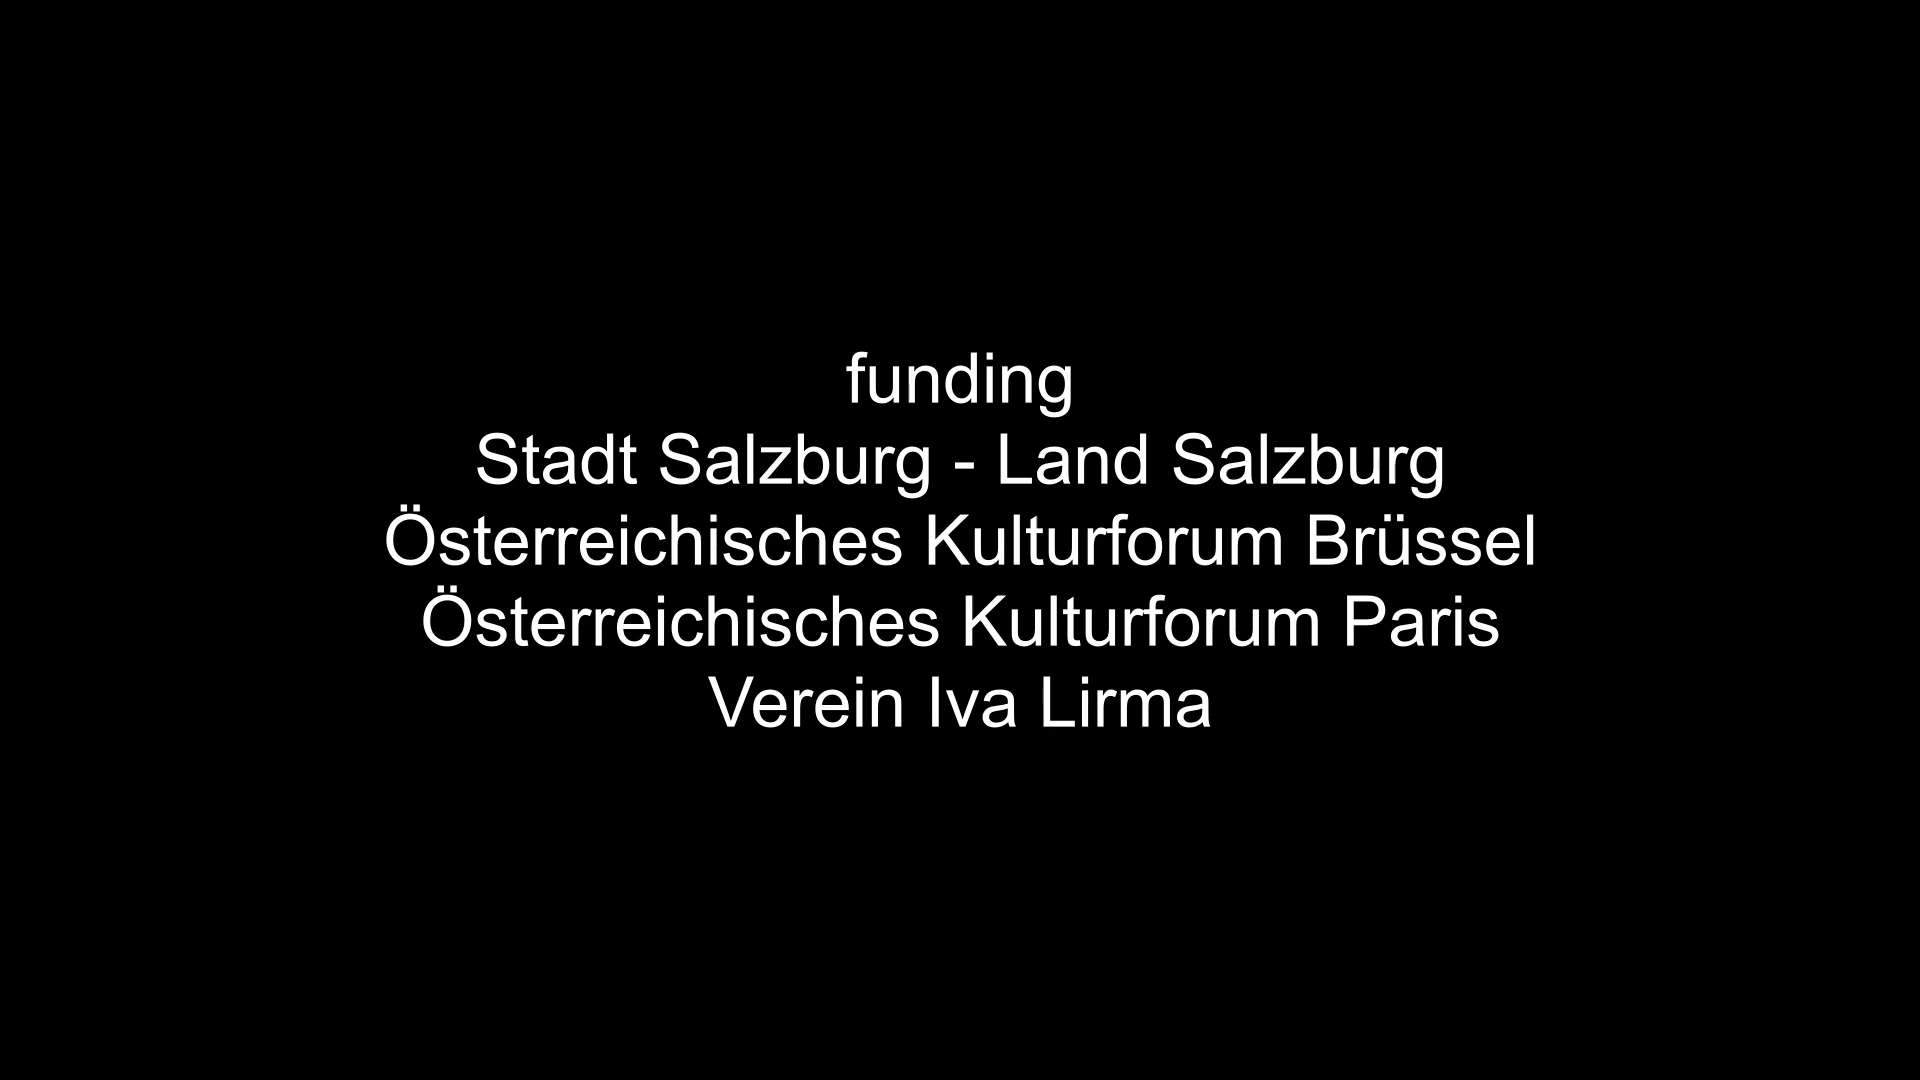 funding
Stadt Salzburg - Land Salzburg
Österreichisches Kulturforum Brüssel
Österreichisches Kulturforum Paris
Verein Iva Lirma